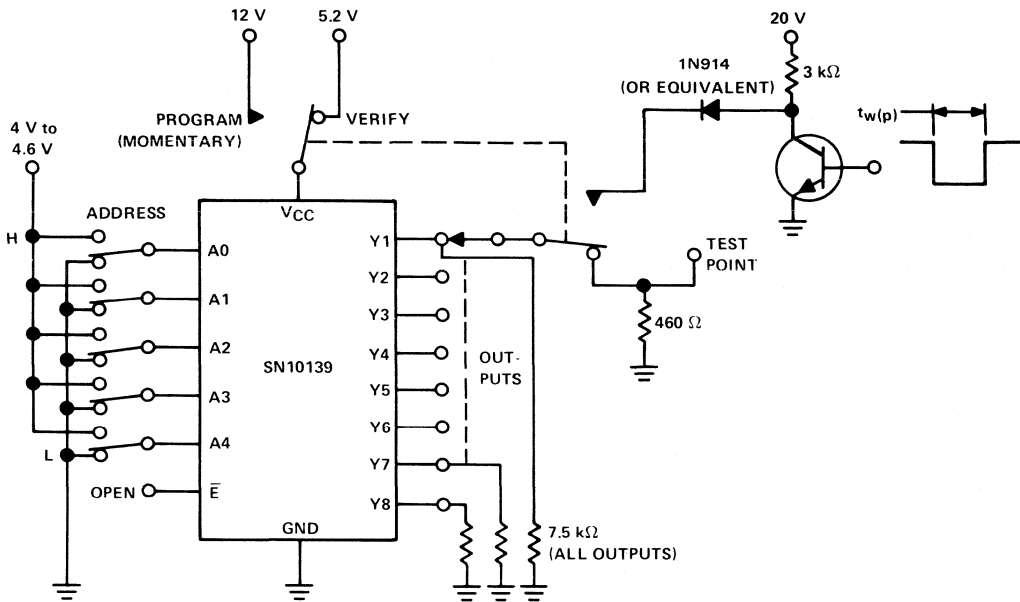 12 V
5.2 V
20 V
1N914
(OR EQUIVALENT)
3 kΩ
tw(p)
PROGRAM
(MOMENTARY)
VERIFY
4 V to
4.6 V
ADDRESS
H
L
VCC
A0
A1
A2
A3
A4
OPEN
E̅
SN10139
GND
Y1
Y2
Y3
Y4
Y5
Y6
Y7
Y8
OUT-
PUTS
TEST
POINT
460 Ω
7.5 kΩ
(ALL OUTPUTS)